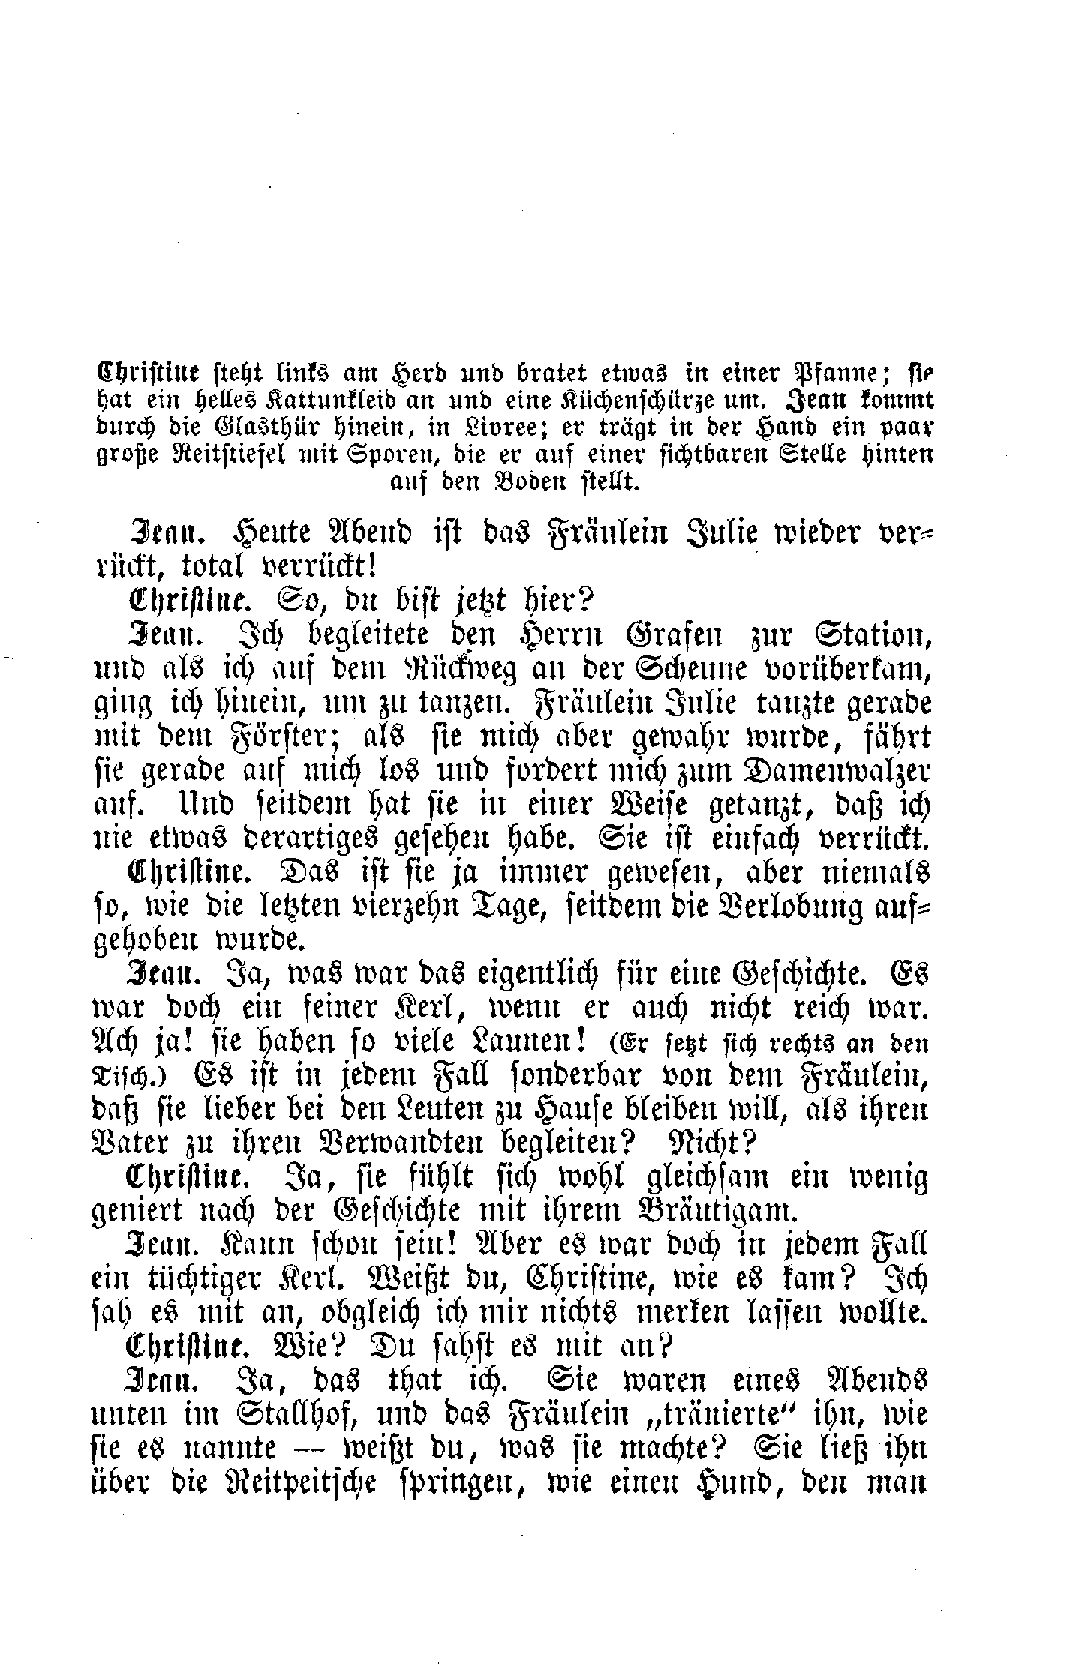 Christine steht links am Herd und bratet etwas in einer Pfanne; sie
hat ein helles Kattunkleid an und eine Küchenschürze um. Jean kommt
durch die Glasthür hinein, in Livree; er trägt in der Hand ein paar
große Reitstiefel mit Sporen, die er auf einer sichtbaren Stelle hinten
auf den Boden stellt.
Jean. Heute Abend ist das Fräulein Julie wieder ver-
rückt, total verrückt!
Christine. So, du bist jetzt hier?
Jean. Ich begleitete den Herrn Grafen zur Station,
und als ich auf dem Rückweg an der Scheune vorüberkam,
ging ich hinein, um zu tanzen. Fräulein Julie tanzte gerade
mit dem Förster; als sie mich aber gewahr wurde, fährt
sie gerade auf mich los und fordert mich zum Damenwalzer
auf. Und seitdem hat sie in einer Weise getanzt, daß ich
nie etwas derartiges gesehen habe. Sie ist einfach verrückt.
Christine. Das ist sie ja immer gewesen, aber niemals
so, wie die letzten vierzehn Tage, seitdem die Verlobung auf-
gehoben wurde.
Jean. Ja, was war das eigentlich für eine Geschichte. Es
war doch ein feiner Kerl, wenn er auch nicht reich war.
Ach ja! sie haben so viele Launen! (Er setzt sich rechts an den
Tisch.) Es ist in jedem Fall sonderbar von dem Fräulein,
daß sie lieber bei den Leuten zu Hause bleiben will, als ihren
Vater zu ihren Verwandten begleiten? Nicht?
Christine. Ja, sie fühlt sich wohl gleichsam ein wenig
geniert nach der Geschichte mit ihrem Bräutigam.
Jean. Kann schon sein! Aber es war doch in jedem Fall
ein tüchtiger Kerl. Weißt du, Christine, wie es kam? Ich
sah es mit an, obgleich ich mir nichts merken lassen wollte.
Christine. Wie? Du sahst es mit an?
Jean. Ja, das that ich. Sie waren eines Abends
unten im Stallhof, und das Fräulein „tränierte“ ihn, wie
sie es nannte — weißt du, was sie machte? Sie ließ ihn
über die Reitpeitsche springen, wie einen Hund, den man